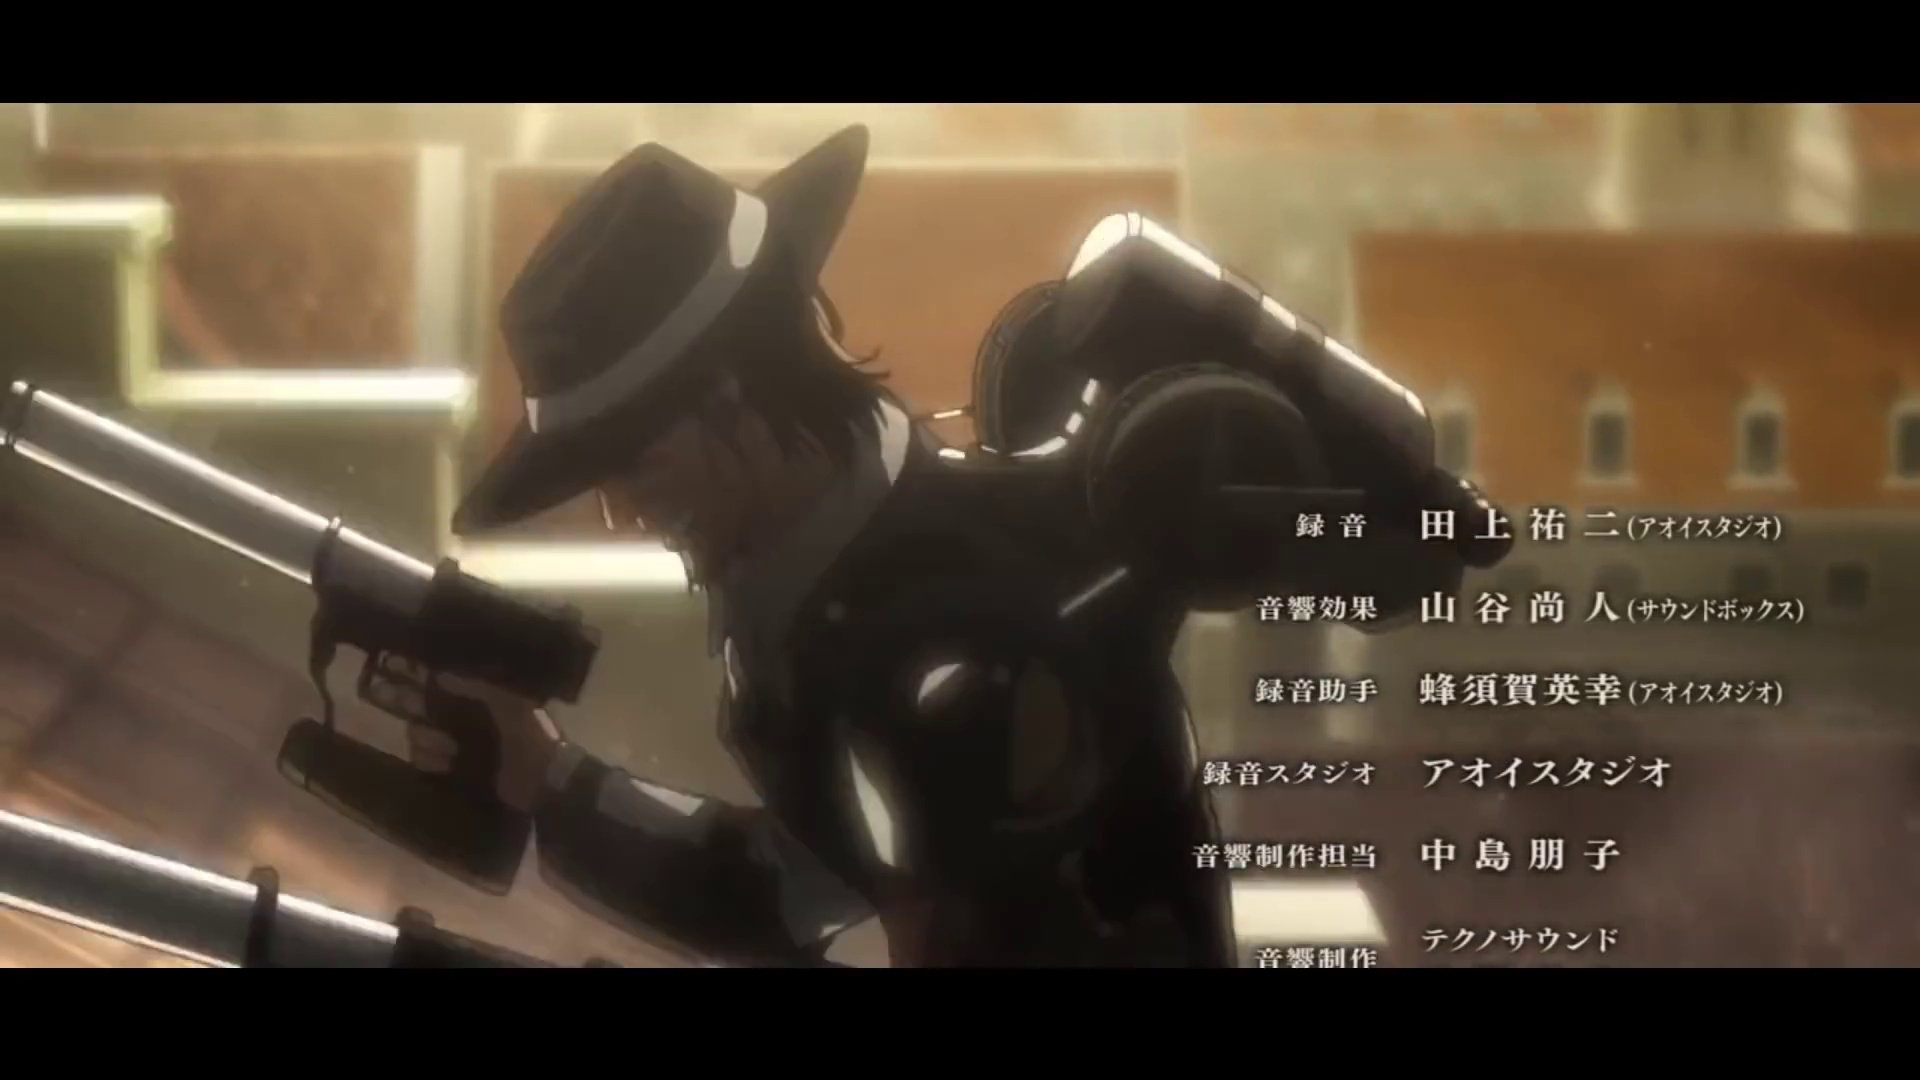 録音 田上祐二(アオイスタジオ)
音響効果 山谷尚人(サウンドボックス)
録音助手 蜂須賀英幸(アオイスタジオ)
録音スタジオ アオイスタジオ
音響制作担当 中島朋子
テクノサウンド
音響制作